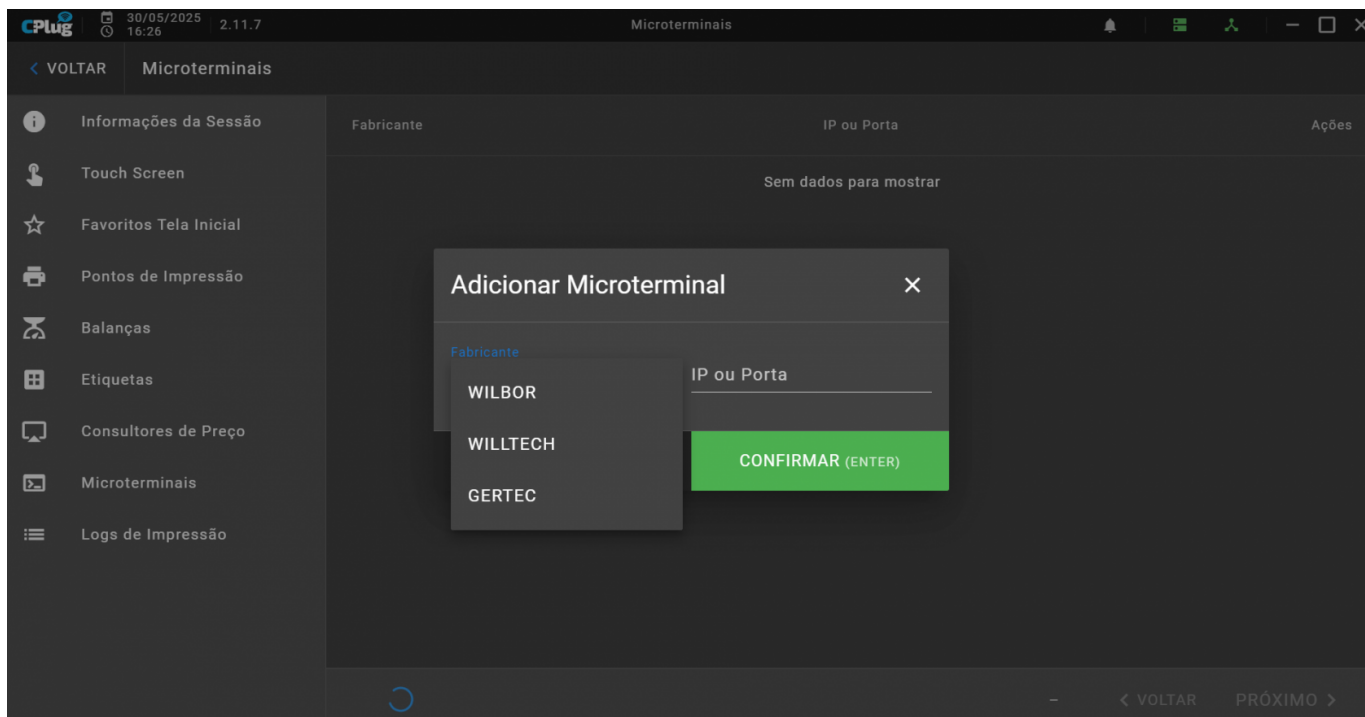 CPlug 30/05/2025 16:26 2.11.7 Microterminais
VOLTAR Microterminais
Informações da Sessão
Touch Screen
Favoritos Tela Inicial
Pontos de Impressão
Balanças
Etiquetas
Consultores de Preço
Microterminais
Logs de Impressão
Fabricante IP ou Porta Ações
Sem dados para mostrar
Adicionar Microterminal
Fabricante
WILBOR
WILLTECH
GERTEC
IP ou Porta
CONFIRMAR (ENTER)
– VOLTAR PRÓXIMO